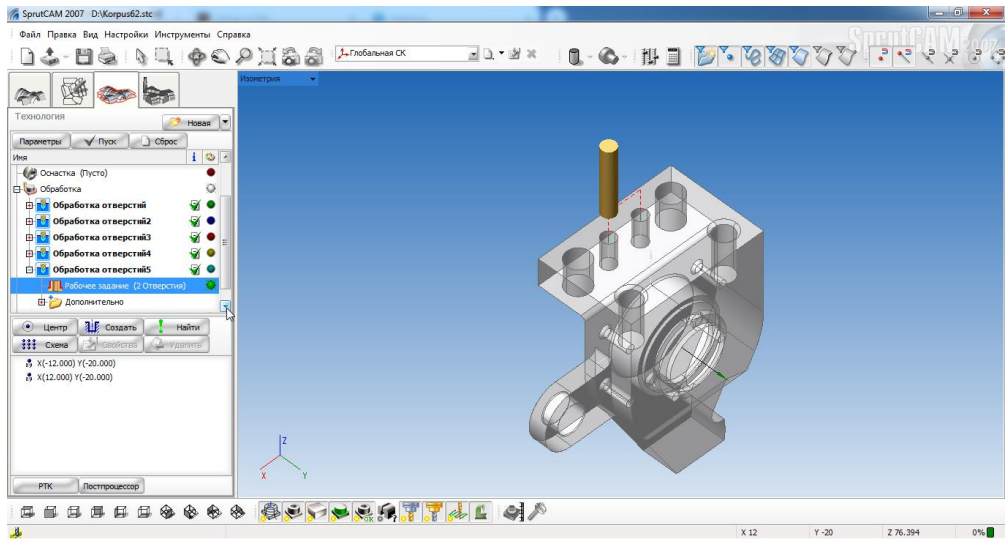 SprutCAM 2007 D:\Korpus62.stc
Файл Правка Вид Настройки Инструменты Справка
Глобальная СК
SprutCAM 2007
Изометрия
Технология
Новая
Параметры Пуск Сброс
Имя
Оснастка (Пусто)
Обработка
Обработка отверстий
Обработка отверстий2
Обработка отверстий3
Обработка отверстий4
Обработка отверстий5
Рабочее задание (2 Отверстия)
Дополнительно
Центр Создать Найти
Схема Свойства Удалить
X(-12.000) Y(-20.000)
X(12.000) Y(-20.000)
РТК Постпроцессор
Z
X Y
OK
X 12 Y -20 Z 76.394 0%